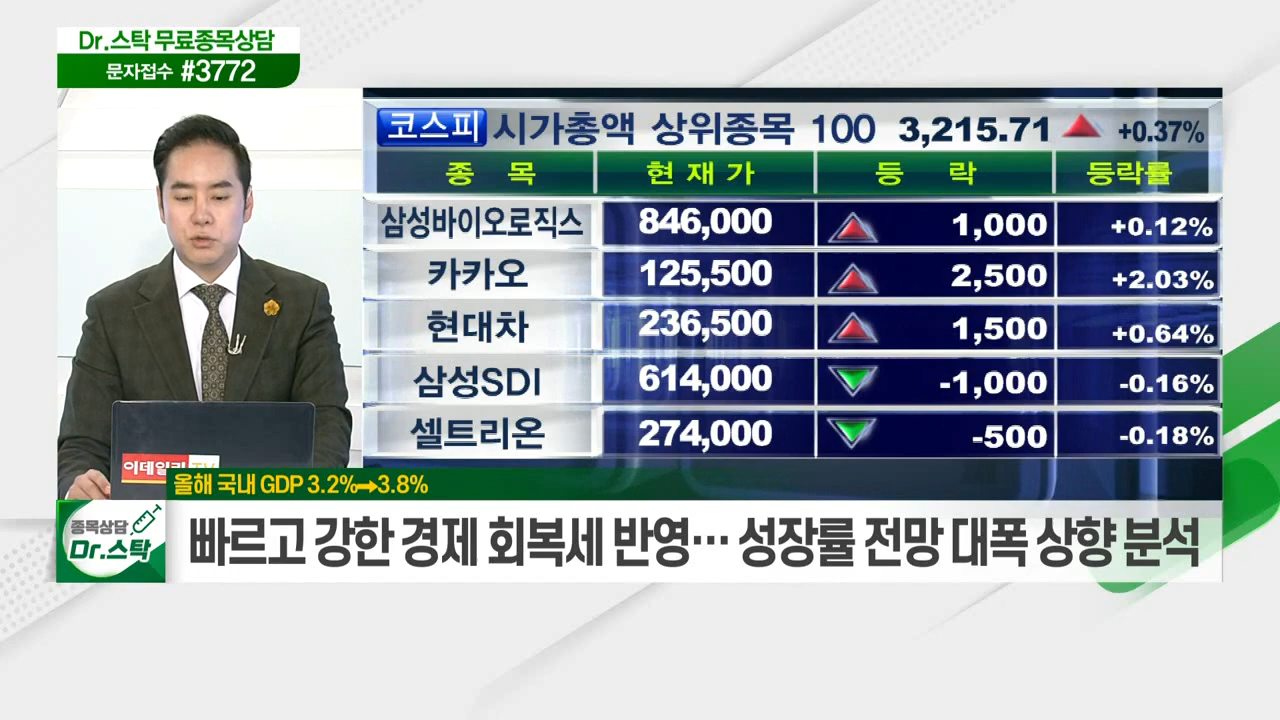 Dr.스탁 무료종목상담
문자접수 #3772
코스피 시가총액 상위종목 100 3,215.71 +0.37%
종 목 현재가 등 락 등락률
삼성바이오로직스 846,000 1,000 +0.12%
카카오 125,500 2,500 +2.03%
현대차 236,500 1,500 +0.64%
삼성SDI 614,000 -1,000 -0.16%
셀트리온 274,000 -500 -0.18%
이데일리 TV
올해 국내 GDP 3.2%→3.8%
종목상담
Dr.스탁
빠르고 강한 경제 회복세 반영… 성장률 전망 대폭 상향 분석